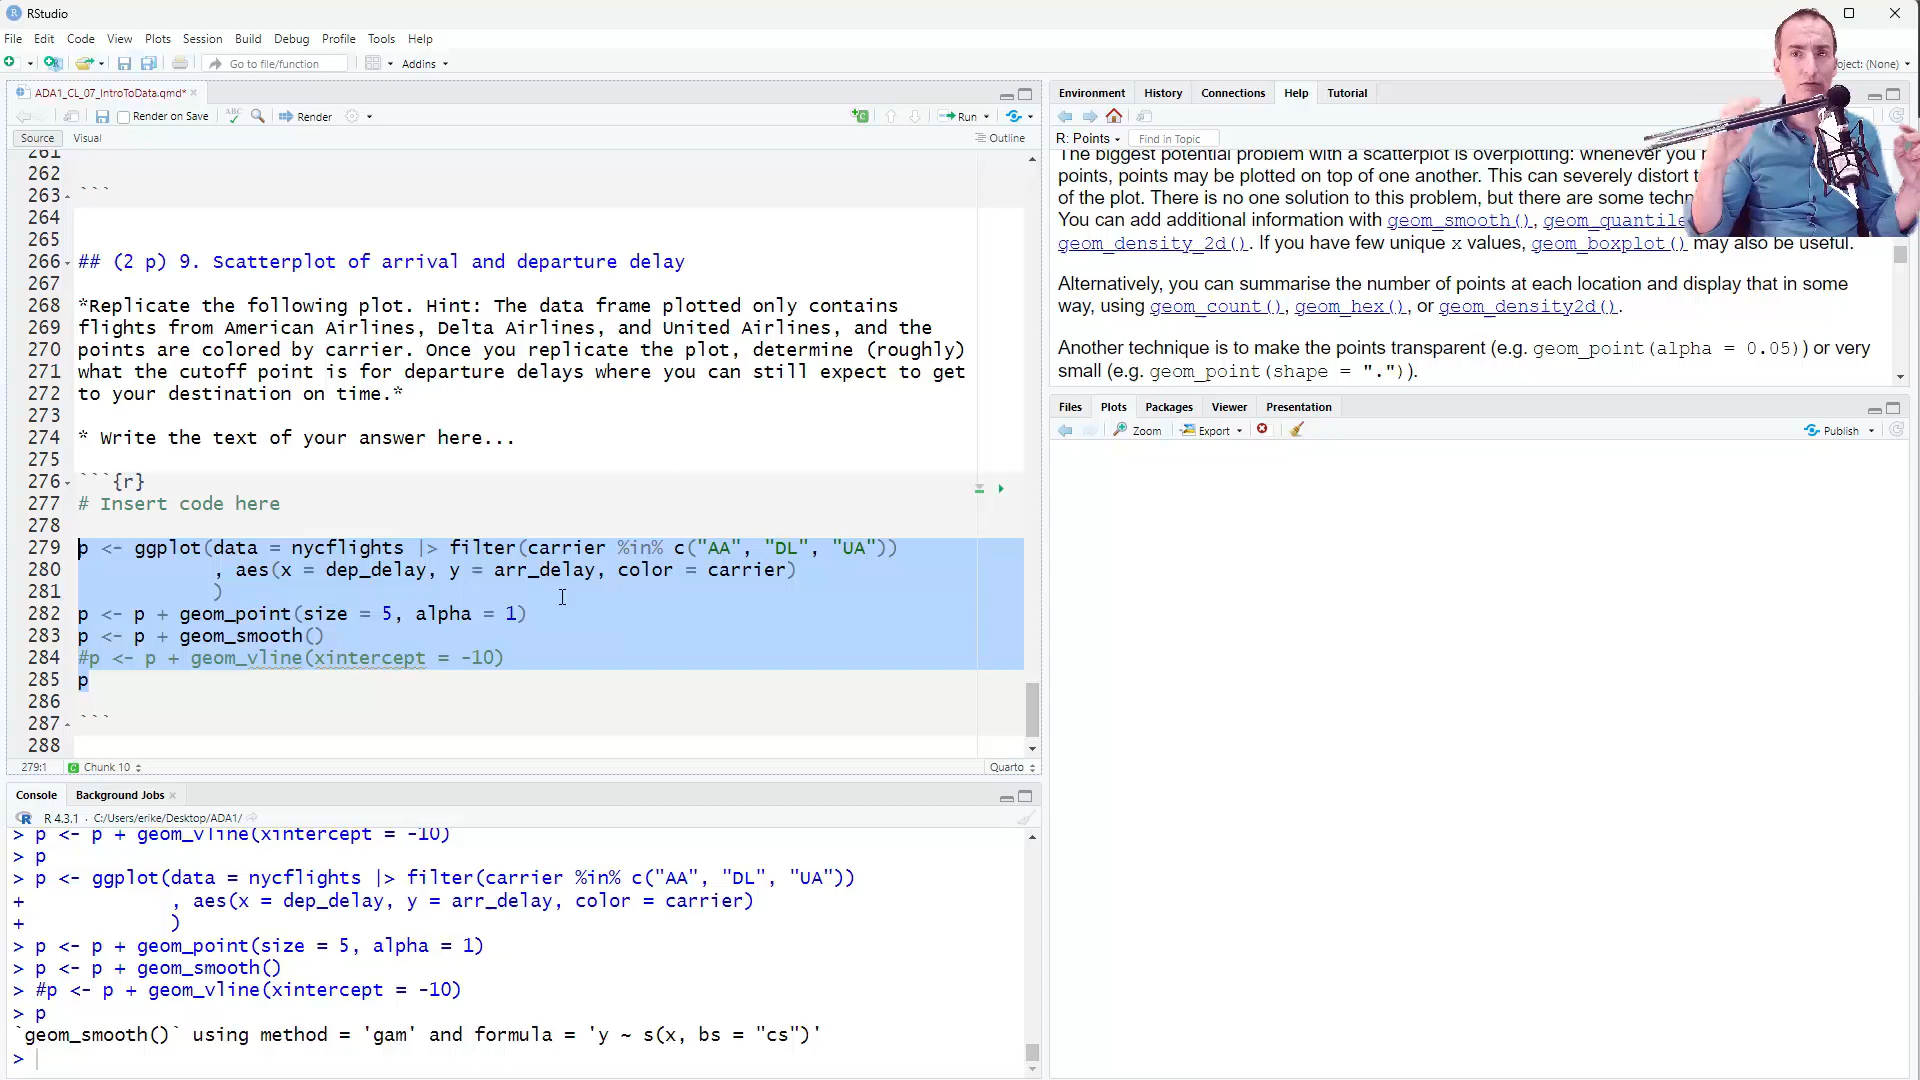 RStudio
File Edit Code View Plots Session Build Debug Profile Tools Help
Go to file/function
Addins
Project: (None)
ADA1_CL_07_IntroToData.qmd*
Render on Save
Render
Run
Source Visual
Outline
261
262
263 ```
264
265
266 ## (2 p) 9. Scatterplot of arrival and departure delay
267
268 *Replicate the following plot. Hint: The data frame plotted only contains
269 flights from American Airlines, Delta Airlines, and United Airlines, and the
270 points are colored by carrier. Once you replicate the plot, determine (roughly)
271 what the cutoff point is for departure delays where you can still expect to get
272 to your destination on time.*
273
274 * Write the text of your answer here...
275
276 ```{r}
277 # Insert code here
278
279 p <- ggplot(data = nycflights |> filter(carrier %in% c("AA", "DL", "UA"))
280 , aes(x = dep_delay, y = arr_delay, color = carrier)
281 )
282 p <- p + geom_point(size = 5, alpha = 1)
283 p <- p + geom_smooth()
284 #p <- p + geom_vline(xintercept = -10)
285 p
286
287 ```
288
279:1 Chunk 10 Quarto
Console Background Jobs
R 4.3.1 · C:/Users/erike/Desktop/ADA1/
> p <- p + geom_vline(xintercept = -10)
> p
> p <- ggplot(data = nycflights |> filter(carrier %in% c("AA", "DL", "UA"))
+ , aes(x = dep_delay, y = arr_delay, color = carrier)
+ )
> p <- p + geom_point(size = 5, alpha = 1)
> p <- p + geom_smooth()
> #p <- p + geom_vline(xintercept = -10)
> p
`geom_smooth()` using method = 'gam' and formula = 'y ~ s(x, bs = "cs")'
>
Environment History Connections Help Tutorial
R: Points
Find in Topic
The biggest potential problem with a scatterplot is overplotting: whenever you
points, points may be plotted on top of one another. This can severely distort
of the plot. There is no one solution to this problem, but there are some
You can add additional information with geom_smooth(), geom_quantile
geom_density_2d(). If you have few unique x values, geom_boxplot() may also be useful.
Alternatively, you can summarise the number of points at each location and display that in some
way, using geom_count(), geom_hex(), or geom_density2d().
Another technique is to make the points transparent (e.g. geom_point(alpha = 0.05)) or very
small (e.g. geom_point(shape = ".")).
Files Plots Packages Viewer Presentation
Zoom Export Publish